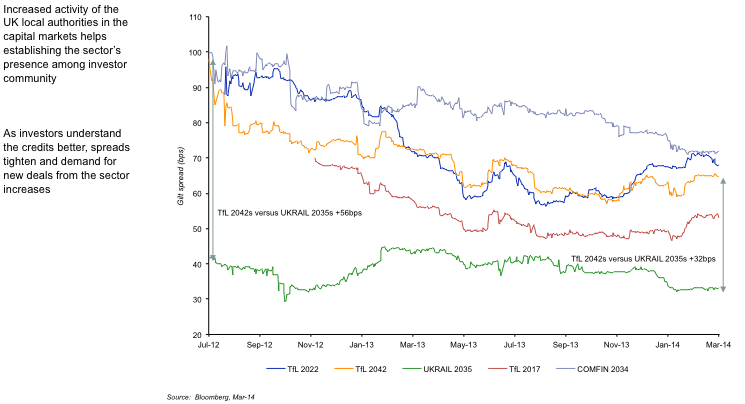 Increased activity of the
UK local authorities in the
capital markets helps
establishing the sector's
presence among investor
community
As investors understand
the credits better, spreads
tighten and demand for
new deals from the sector
increases
110
100
90
80
70
60
50
40
30
20
Gilt spread (bps)
TfL 2042s versus UKRAIL 2035s +56bps
TfL 2042s versus UKRAIL 2035s +32bps
Jul-12 Sep-12 Nov-12 Jan-13 Mar-13 May-13 Jul-13 Sep-13 Nov-13 Jan-14 Mar-14
TfL 2022 TfL 2042 UKRAIL 2035 TfL 2017 COMFIN 2034
Source: Bloomberg, Mar-14